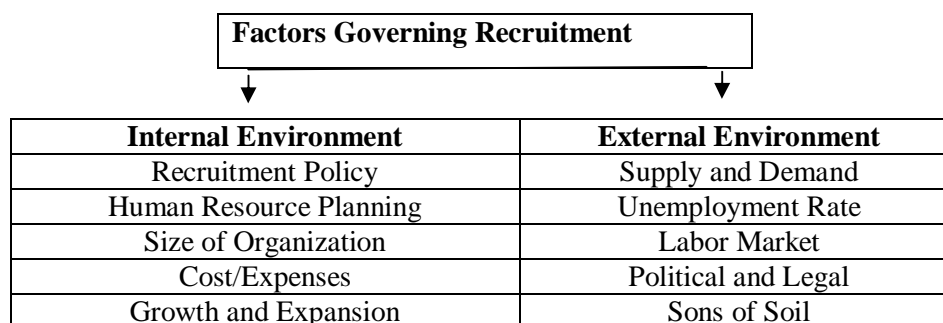 Factors Governing Recruitment
Internal Environment External Environment
Recruitment Policy Supply and Demand
Human Resource Planning Unemployment Rate
Size of Organization Labor Market
Cost/Expenses Political and Legal
Growth and Expansion Sons of Soil